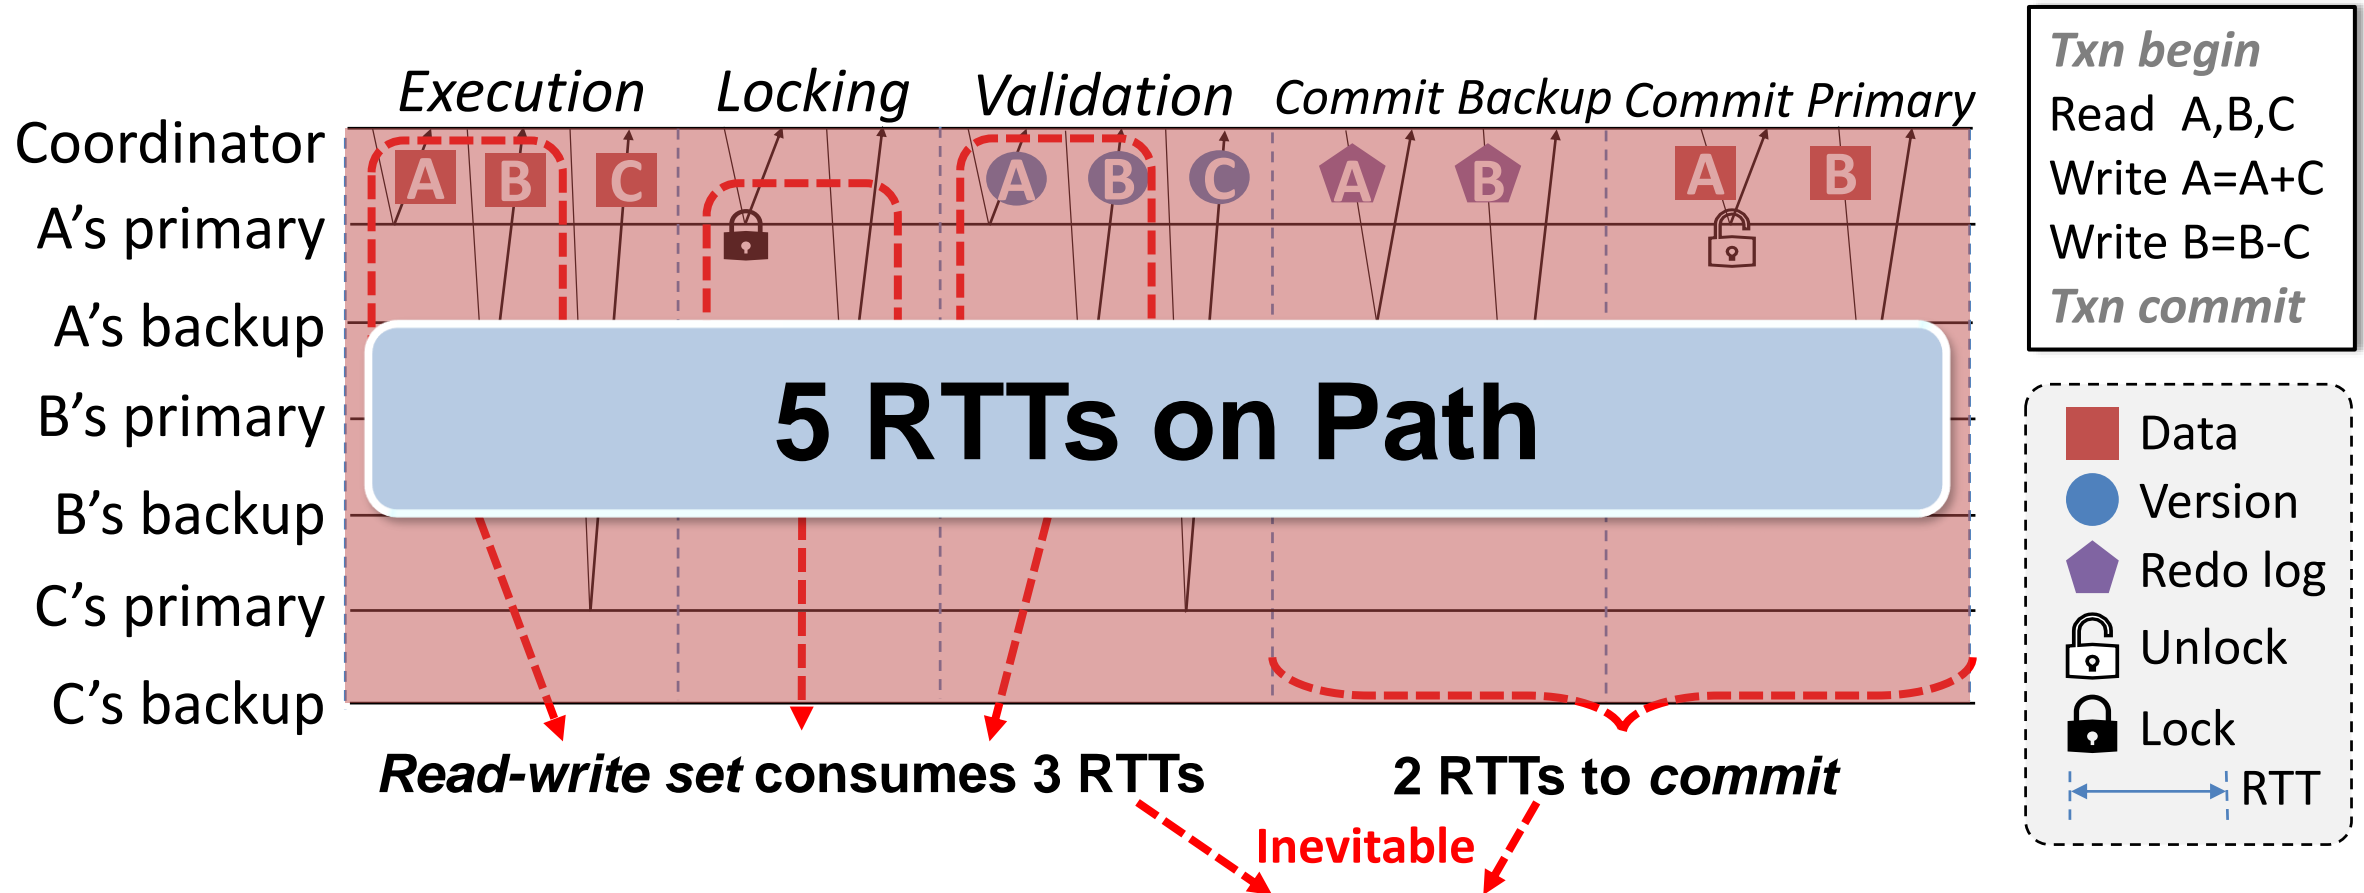 Execution Locking Validation Commit Backup Commit Primary
Coordinator
A B C A B C A B A B
A's primary
A's backup
B's primary
B's backup
C's primary
C's backup
5 RTTs on Path
Read-write set consumes 3 RTTs
2 RTTs to commit
Inevitable
Txn begin
Read A,B,C
Write A=A+C
Write B=B-C
Txn commit
Data
Version
Redo log
Unlock
Lock
RTT